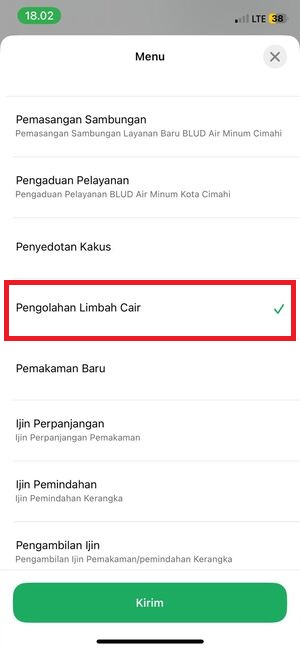 18.02
LTE 38
Menu
Pemasangan Sambungan
Pemasangan Sambungan Layanan Baru BLUD Air Minum Cimahi
Pengaduan Pelayanan
Pengaduan Pelayanan BLUD Air Minum Kota Cimahi
Penyedotan Kakus
Pengolahan Limbah Cair
Pemakaman Baru
Ijin Perpanjangan
Ijin Perpanjangan Pemakaman
Ijin Pemindahan
Ijin Pemindahan Kerangka
Pengambilan Ijin
Pengambilan Ijin Pemakaman/pemindahan Kerangka
Kirim